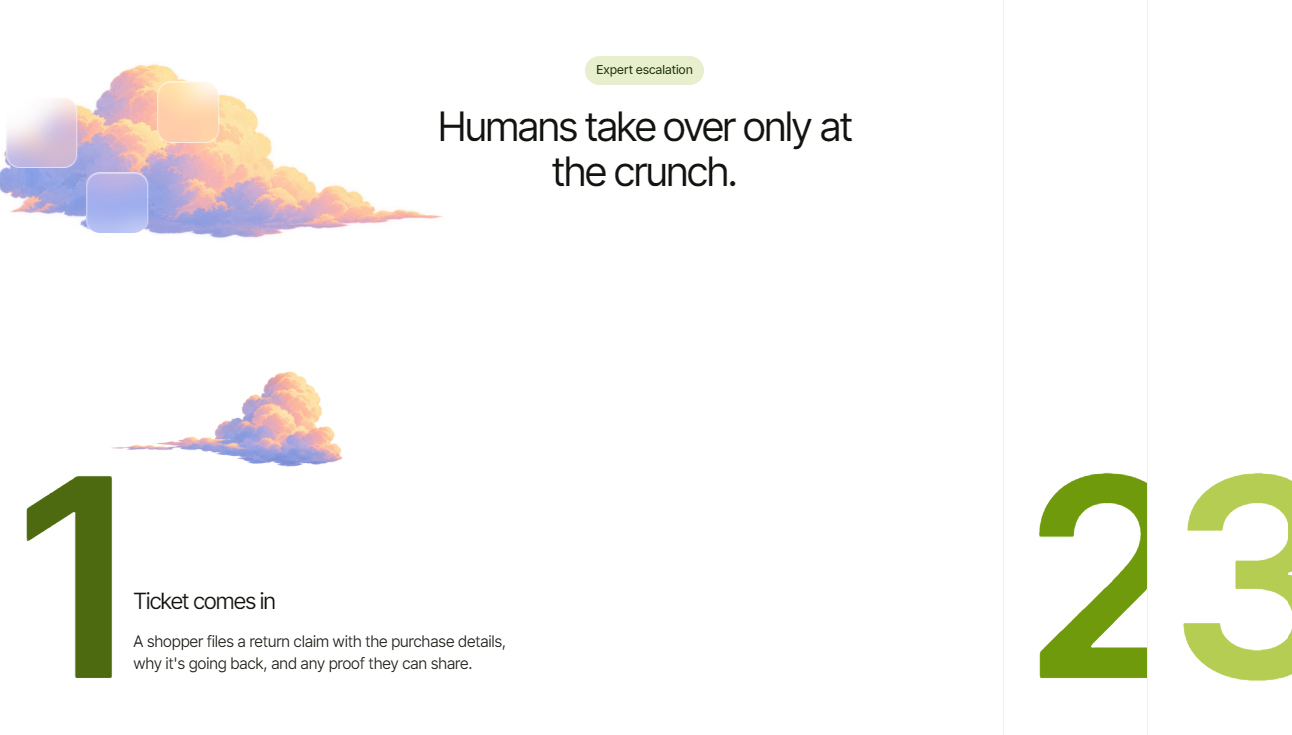 Expert escalation
Humans take over only at
the crunch.
1
Ticket comes in
A shopper files a return claim with the purchase details,
why it's going back, and any proof they can share.
2
3